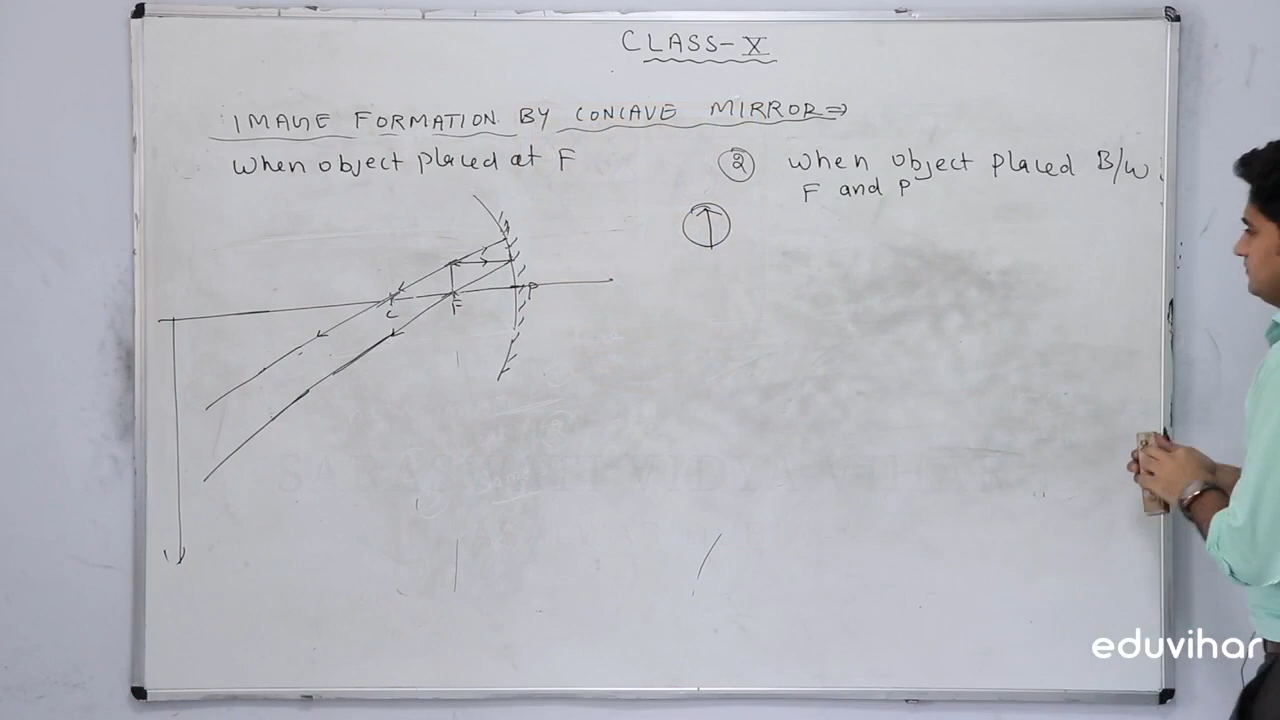 CLASS-X
IMAGE FORMATION BY CONCAVE MIRROR⇒
When object placed at F
② when object placed B/w
F and P
C
F
P
eduvihar